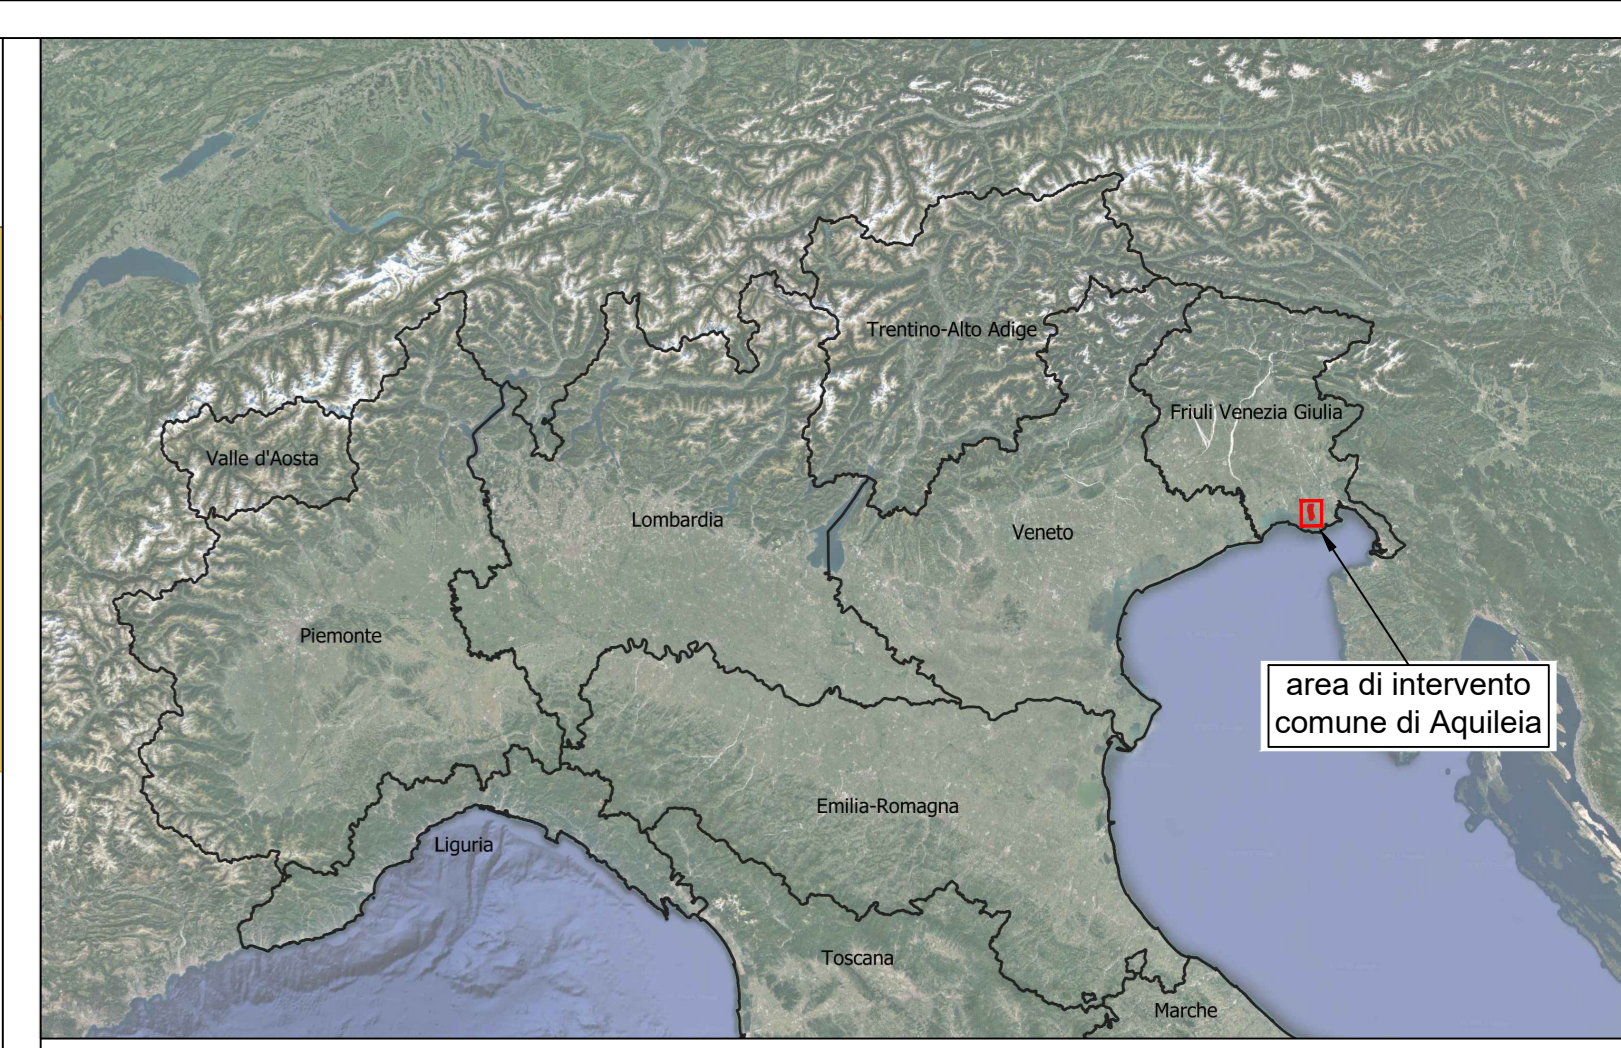 Trentino-Alto Adige
Friuli Venezia Giulia
Valle d'Aosta
Lombardia
Veneto
Piemonte
area di intervento
comune di Aquileia
Emilia-Romagna
Liguria
Toscana
Marche